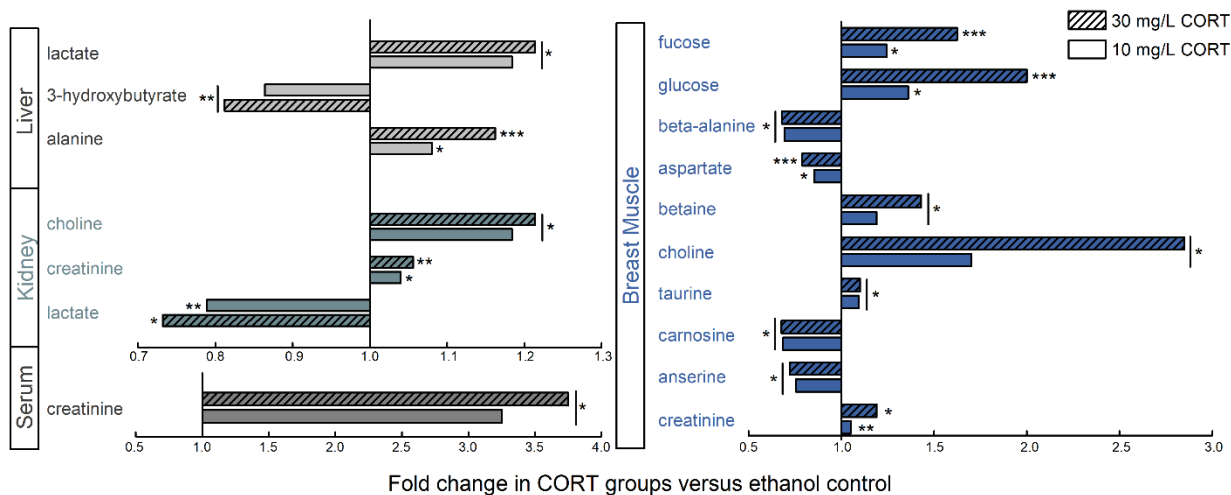 Liver
lactate
*
3-hydroxybutyrate
**
alanine
***
*
Kidney
choline
*
creatinine
**
*
lactate
**
*
0.7 0.8 0.9 1.0 1.1 1.2 1.3
Serum
creatinine
*
1.0 1.5 2.0 2.5 3.0 3.5 4.0
Breast Muscle
30 mg/L CORT
10 mg/L CORT
fucose
***
*
glucose
***
*
beta-alanine
*
aspartate
***
*
betaine
*
choline
*
taurine
*
carnosine
*
anserine
*
creatinine
*
**
0.5 1.0 1.5 2.0 2.5 3.0
Fold change in CORT groups versus ethanol control